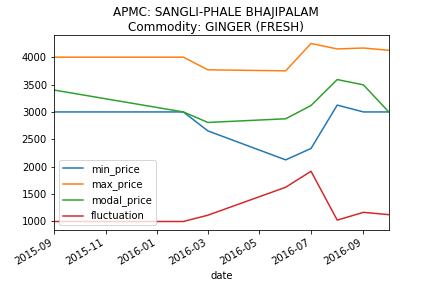 APMC: SANGLI-PHALE BHAJIPALAM
Commodity: GINGER (FRESH)
4000
3500
3000
2500
2000
1500
1000
min_price
max_price
modal_price
fluctuation
2015-09
2015-11
2016-01
2016-03
2016-05
2016-07
2016-09
date